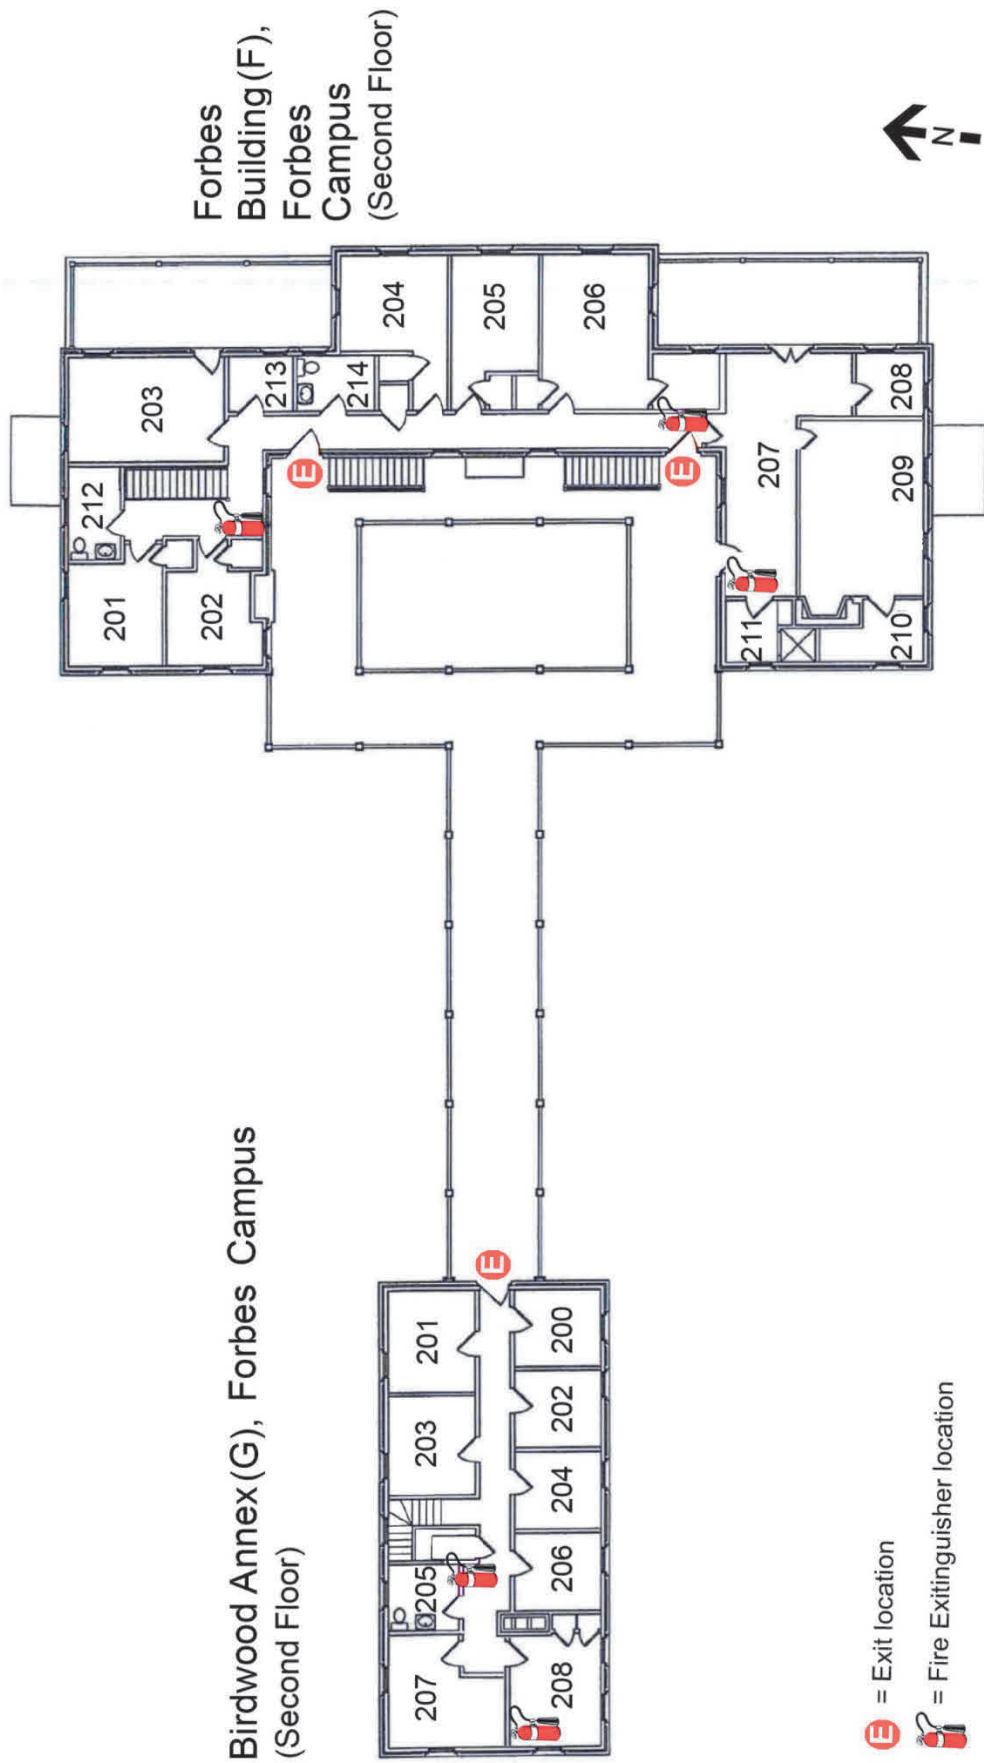 Forbes
Building (F),
Forbes
Campus
(Second Floor)
203
213
214
204
205
206
212
201
202
207
208
209
210
211
E
E
N
Birdwood Annex (G), Forbes Campus
(Second Floor)
E
201
203
205
207
200
202
204
206
208
E = Exit location
= Fire Exitinguisher location